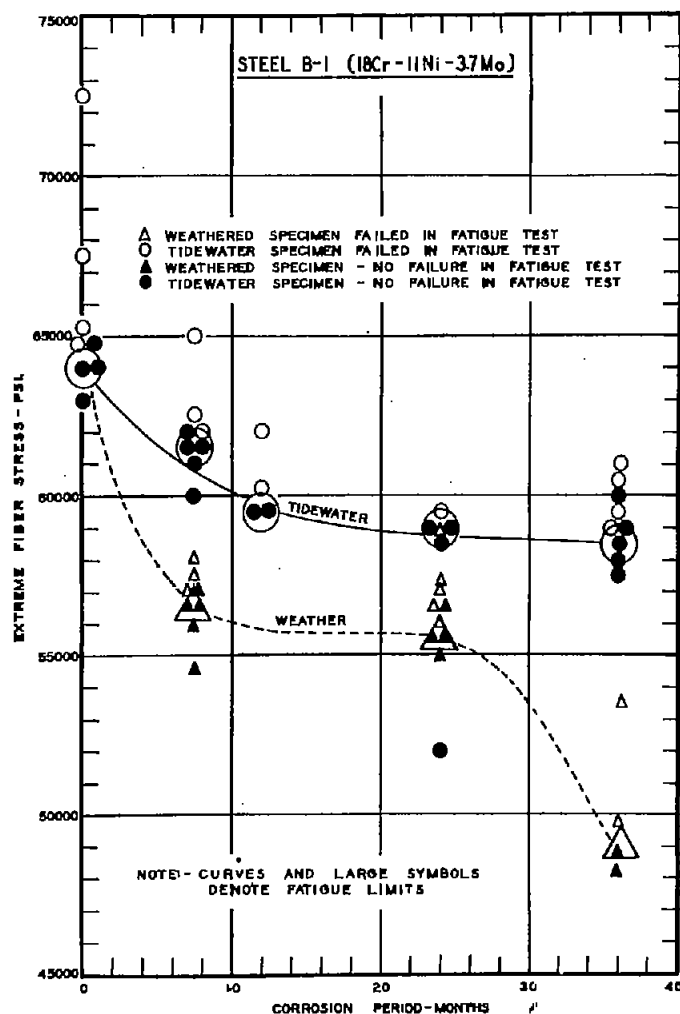 75000
STEEL B-1 (18Cr-11Ni-3.7Mo)
70000
△ WEATHERED SPECIMEN FAILED IN FATIGUE TEST
○ TIDEWATER SPECIMEN FAILED IN FATIGUE TEST
▲ WEATHERED SPECIMEN - NO FAILURE IN FATIGUE TEST
● TIDEWATER SPECIMEN - NO FAILURE IN FATIGUE TEST
65000
EXTREME FIBER STRESS-PSI.
60000
TIDEWATER
WEATHER
55000
50000
NOTE:-CURVES AND LARGE SYMBOLS
DENOTE FATIGUE LIMITS
45000
0 10 20 30 40
CORROSION PERIOD-MONTHS